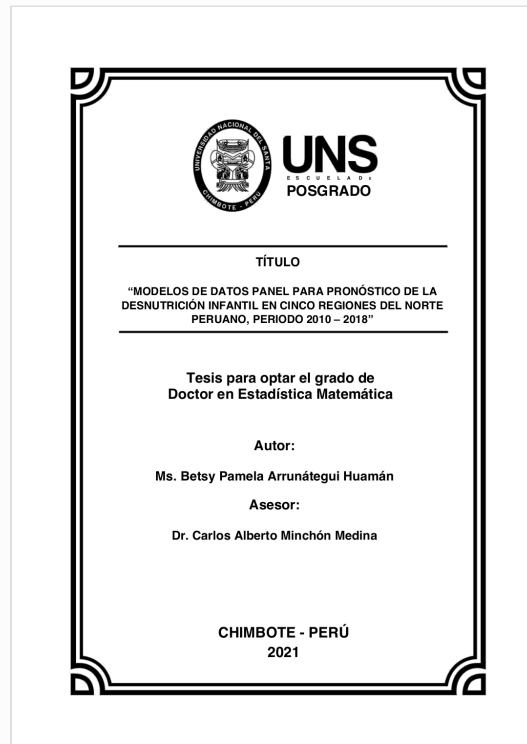 UNIVERSIDAD NACIONAL DEL SANTA
CHIMBOTE - PERU
UNS
ESCUELA DE
POSGRADO
TÍTULO
“MODELOS DE DATOS PANEL PARA PRONÓSTICO DE LA
DESNUTRICIÓN INFANTIL EN CINCO REGIONES DEL NORTE
PERUANO, PERIODO 2010 – 2018”
Tesis para optar el grado de
Doctor en Estadística Matemática
Autor:
Ms. Betsy Pamela Arrunátegui Huamán
Asesor:
Dr. Carlos Alberto Minchón Medina
CHIMBOTE - PERÚ
2021